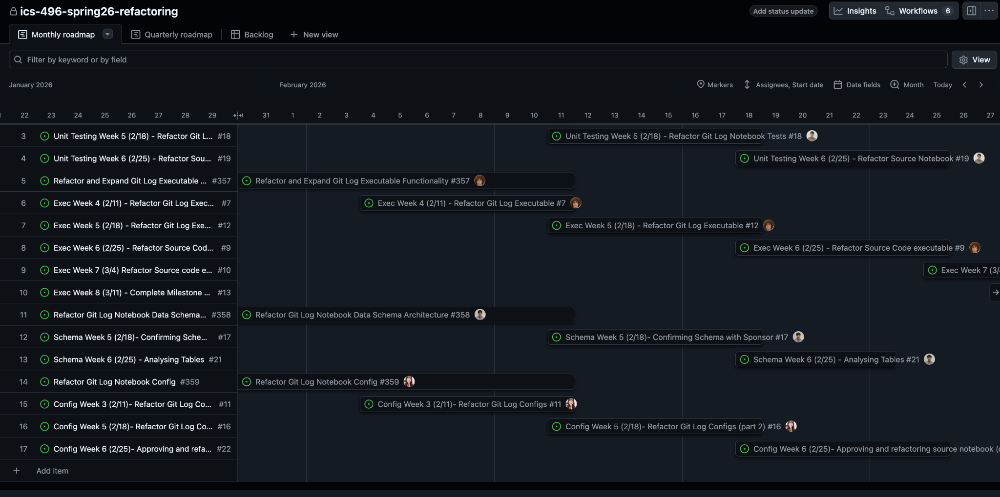 ics-496-spring26-refactoring
Add status update
Insights
Workflows 6
Monthly roadmap
Quarterly roadmap
Backlog
New view
Filter by keyword or by field
View
January 2026
February 2026
Markers
Assignees, Start date
Date fields
Month
Today
22 23 24 25 26 27 28 29 31 1 2 3 4 5 6 7 8 9 10 11 12 13 14 15 16 17 18 19 20 21 22 23 24 25 26 27
3 Unit Testing Week 5 (2/18) - Refactor Git L... #18 Unit Testing Week 5 (2/18) - Refactor Git Log Notebook Tests #18
4 Unit Testing Week 6 (2/25) - Refactor Sou... #19 Unit Testing Week 6 (2/25) - Refactor Source Notebook #19
5 Refactor and Expand Git Log Executable ... #357 Refactor and Expand Git Log Executable Functionality #357
6 Exec Week 4 (2/11) - Refactor Git Log Exec... #7 Exec Week 4 (2/11) - Refactor Git Log Executable #7
7 Exec Week 5 (2/18) - Refactor Git Log Exe... #12 Exec Week 5 (2/18) - Refactor Git Log Executable #12
8 Exec Week 6 (2/25) - Refactor Source Cod... #9 Exec Week 6 (2/25) - Refactor Source Code executable #9
9 Exec Week 7 (3/4) Refactor Source code e... #10 Exec Week 7 (3/
10 Exec Week 8 (3/11) - Complete Milestone ... #13
11 Refactor Git Log Notebook Data Schema... #358 Refactor Git Log Notebook Data Schema Architecture #358
12 Schema Week 5 (2/18)- Confirming Sche... #17 Schema Week 5 (2/18)- Confirming Schema with Sponsor #17
13 Schema Week 6 (2/25) - Analysing Tables #21 Schema Week 6 (2/25) - Analysing Tables #21
14 Refactor Git Log Notebook Config #359 Refactor Git Log Notebook Config #359
15 Config Week 3 (2/11)- Refactor Git Log Co... #11 Config Week 3 (2/11)- Refactor Git Log Configs #11
16 Config Week 5 (2/18)- Refactor Git Log Co... #16 Config Week 5 (2/18)- Refactor Git Log Configs (part 2) #16
17 Config Week 6 (2/25)- Approving and refa... #22 Config Week 6 (2/25)- Approving and refactoring source notebook (
Add item